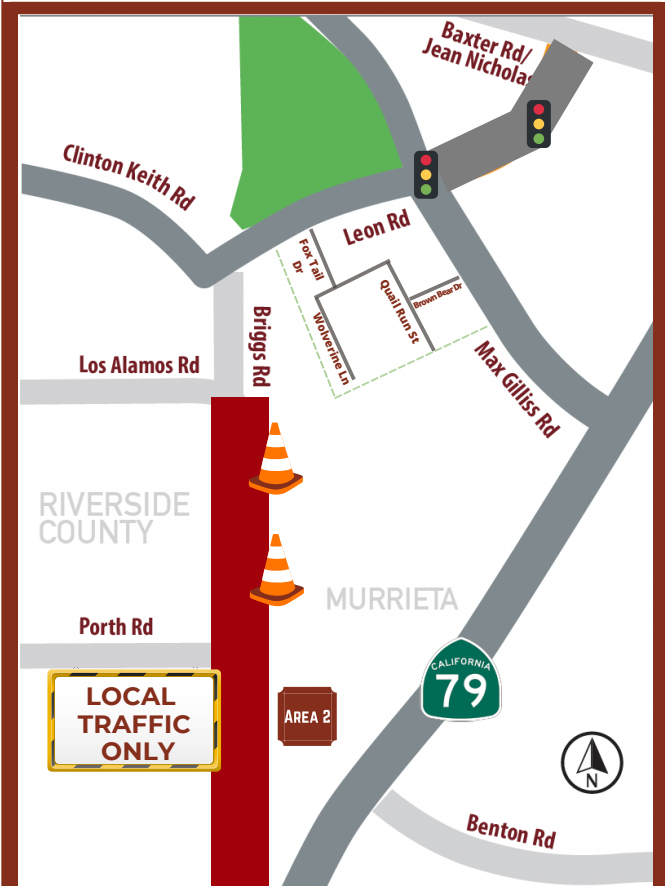 Baxter Rd/
Jean Nicholas
Clinton Keith Rd
Leon Rd
Fox Tail
Dr
Quail Run St
Brown Bear Dr
Wolverine Ln
Briggs Rd
Los Alamos Rd
Max Gilliss Rd
RIVERSIDE
COUNTY
MURRIETA
Porth Rd
CALIFORNIA
79
LOCAL
TRAFFIC
ONLY
AREA 2
N
Benton Rd